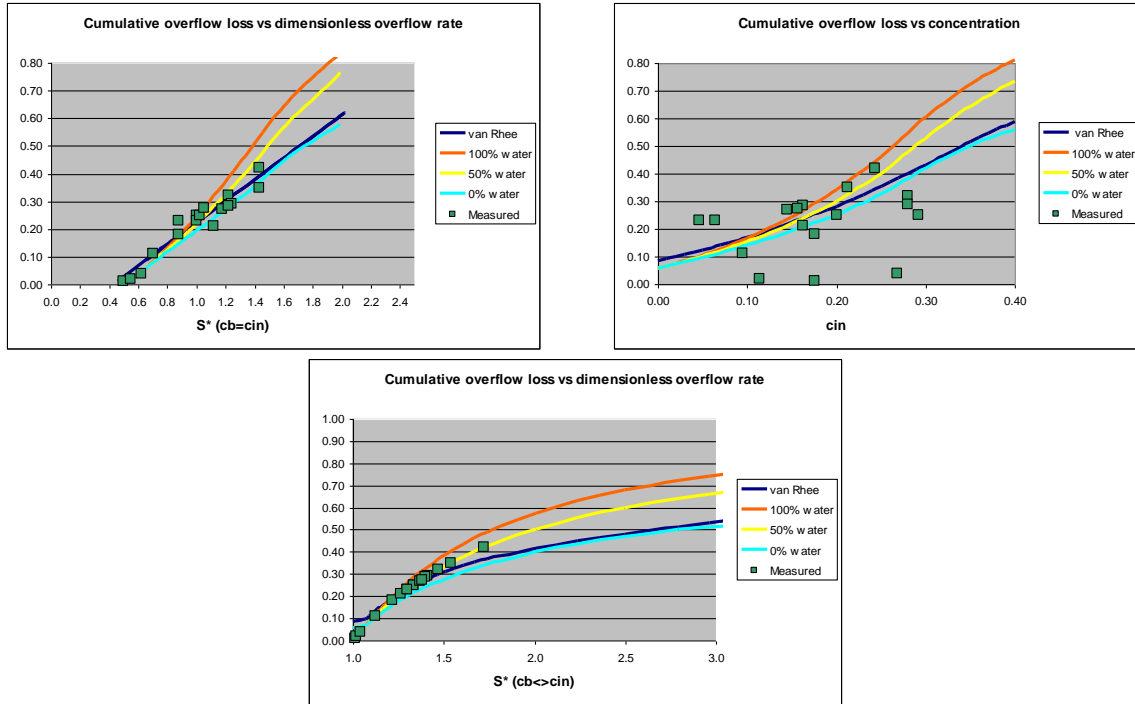 Cumulative overflow loss vs dimensionless overflow rate
0.80
0.70
0.60
0.50
0.40
0.30
0.20
0.10
0.00
0.0 0.2 0.4 0.6 0.8 1.0 1.2 1.4 1.6 1.8 2.0 2.2 2.4
S* (cb=cin)
van Rhee
100% water
50% water
0% water
Measured
Cumulative overflow loss vs concentration
0.80
0.70
0.60
0.50
0.40
0.30
0.20
0.10
0.00
0.00 0.10 0.20 0.30 0.40
cin
van Rhee
100% water
50% water
0% water
Measured
Cumulative overflow loss vs dimensionless overflow rate
1.00
0.90
0.80
0.70
0.60
0.50
0.40
0.30
0.20
0.10
0.00
1.0 1.5 2.0 2.5 3.0
S* (cb<>cin)
van Rhee
100% water
50% water
0% water
Measured